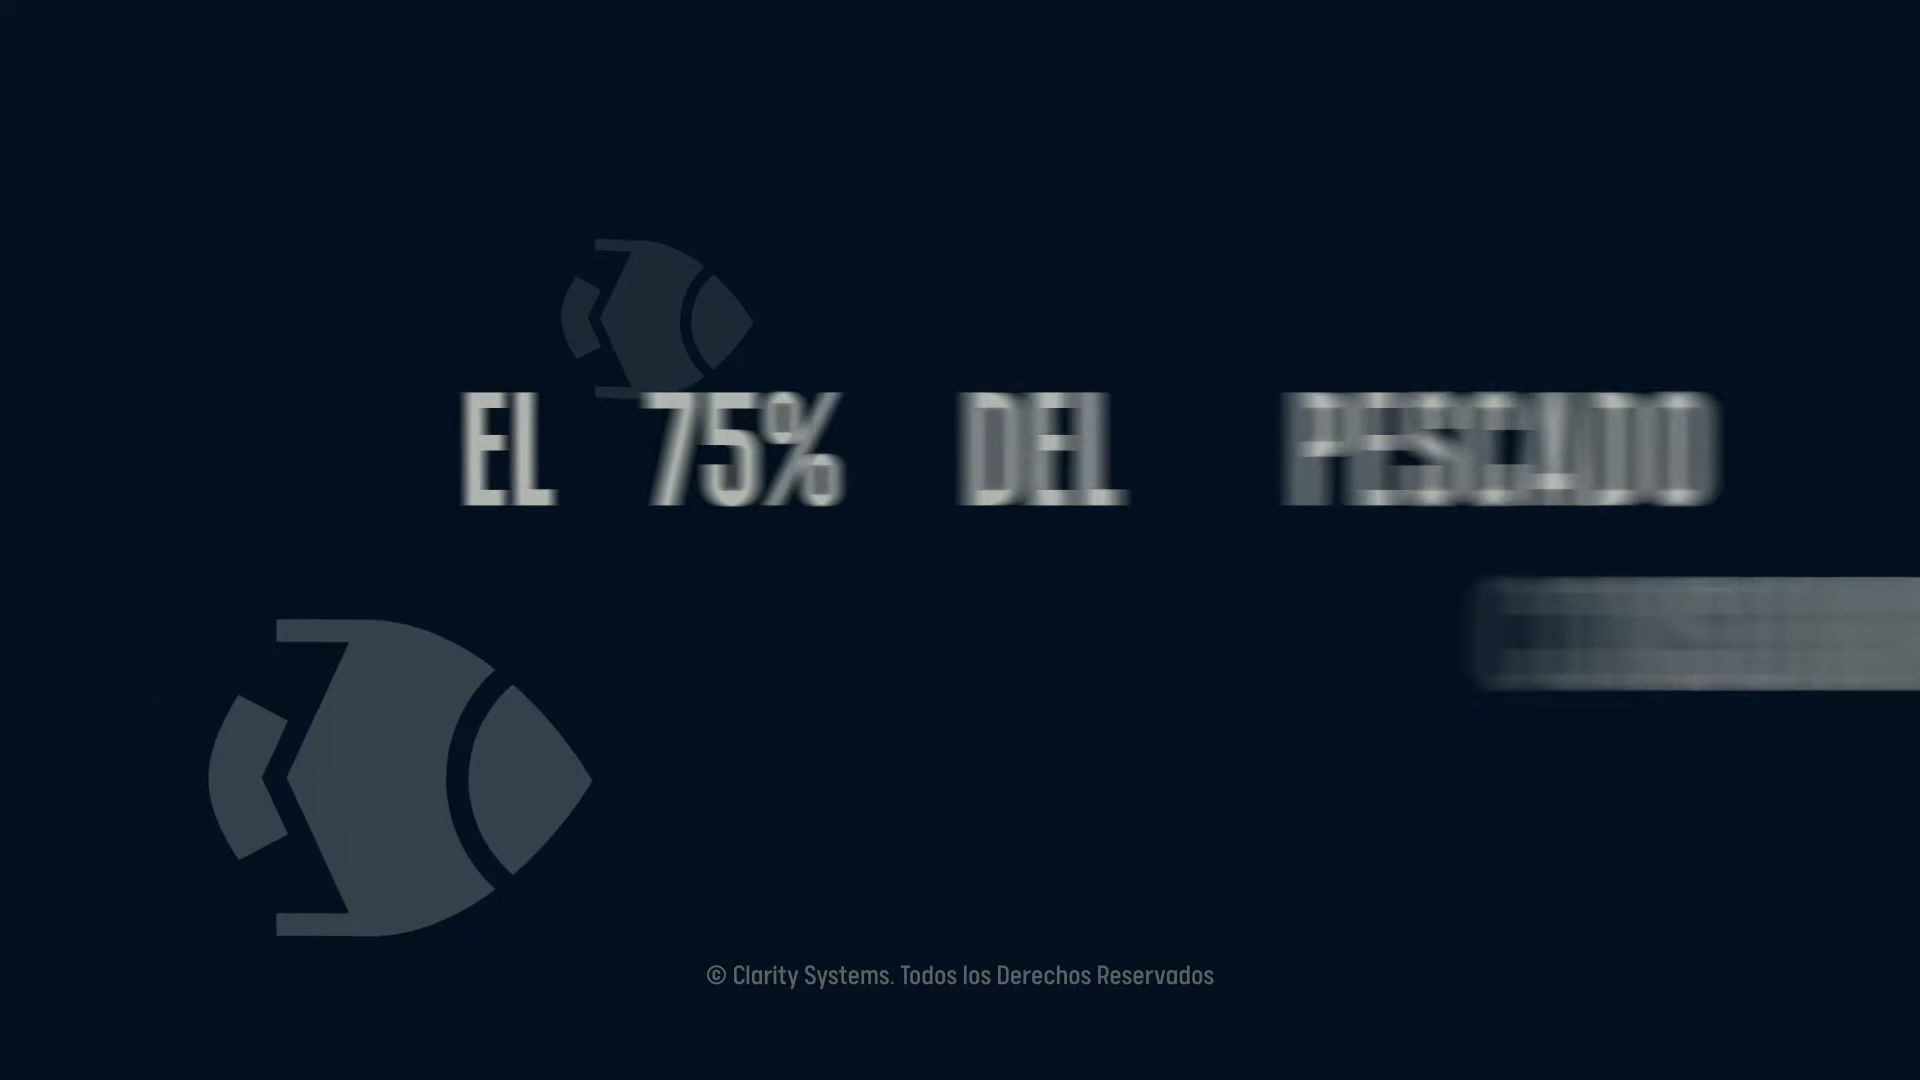 EL 75% DEL PESCADO
© Clarity Systems. Todos los Derechos Reservados